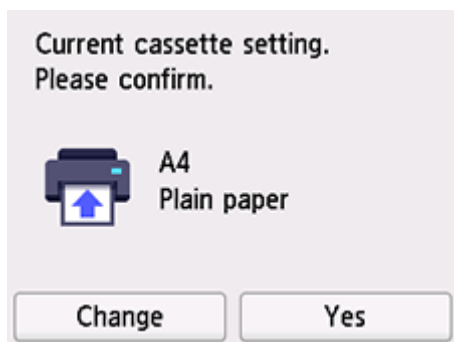 Current cassette setting.
Please confirm.
A4
Plain paper
Change
Yes